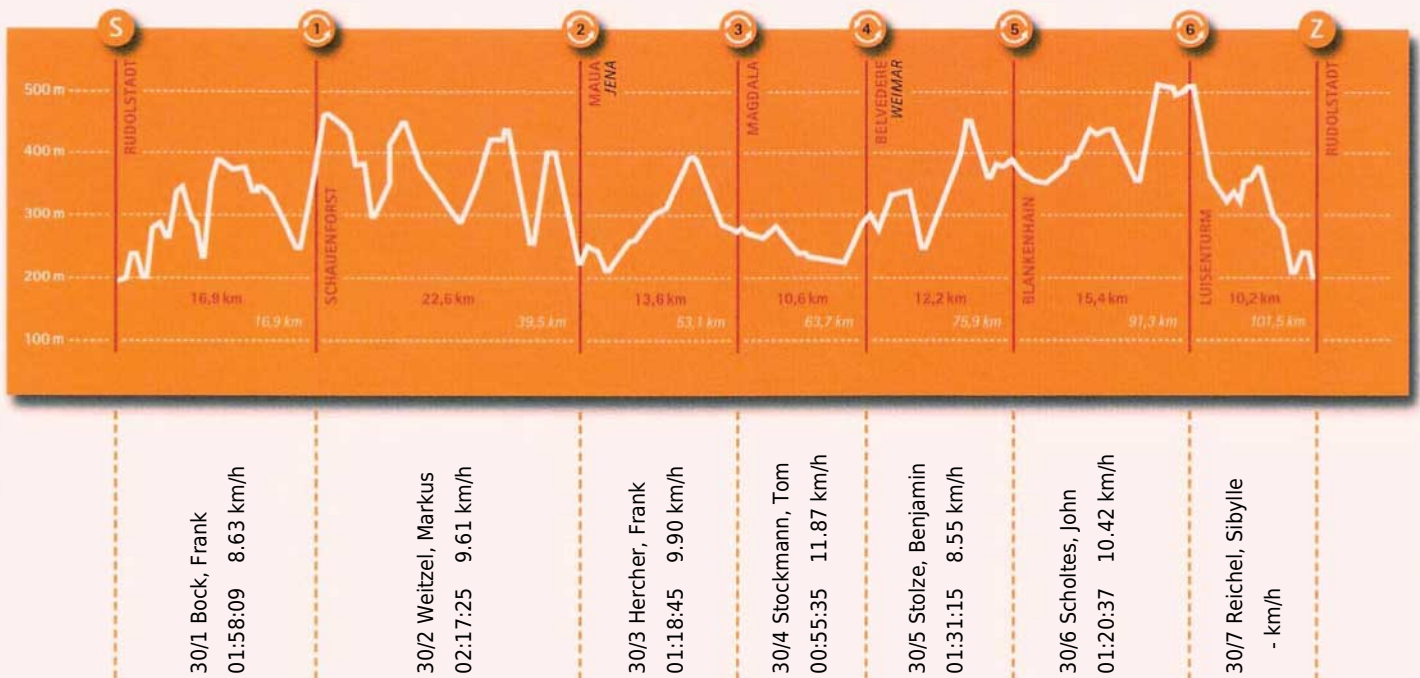 S
1
2
3
4
5
6
Z
500 m
400 m
300 m
200 m
100 m
RUDOLSTADT
SCHAUENFORST
MAUA
JENA
MAGDALA
BELVEDERE
WEIMAR
BLANKENHAIN
LUISENTURM
RUDOLSTADT
16,9 km
22,6 km
13,6 km
10,6 km
12,2 km
15,4 km
10,2 km
16,9 km
39,5 km
53,1 km
63,7 km
75,9 km
91,3 km
101,5 km
30/1 Bock, Frank
01:58:09 8.63 km/h
30/2 Weitzel, Markus
02:17:25 9.61 km/h
30/3 Hercher, Frank
01:18:45 9.90 km/h
30/4 Stockmann, Tom
00:55:35 11.87 km/h
30/5 Stolze, Benjamin
01:31:15 8.55 km/h
30/6 Scholtes, John
01:20:37 10.42 km/h
30/7 Reichel, Sibylle
- km/h